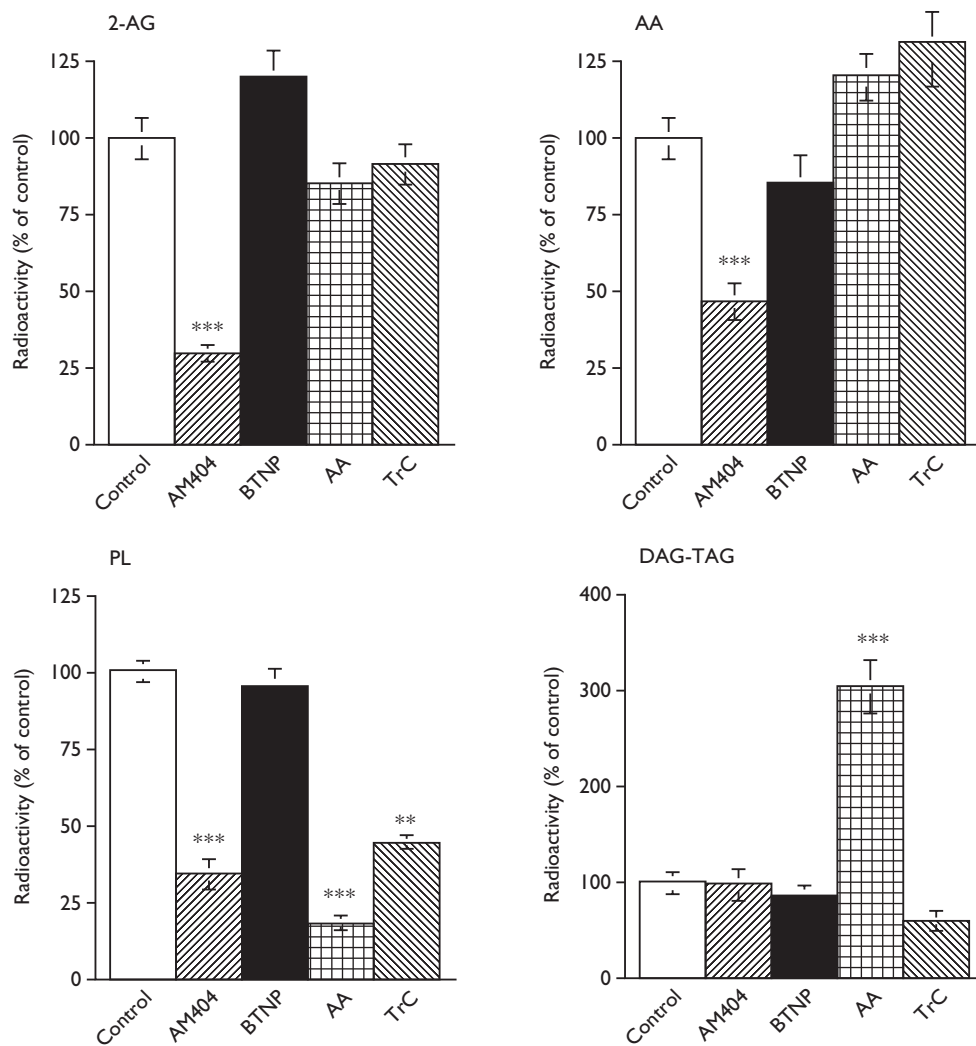 2-AG
125
100
75
50
25
0
Radioactivity (% of control)
***
Control
AM404
BTNP
AA
TrC
AA
125
100
75
50
25
0
Radioactivity (% of control)
***
Control
AM404
BTNP
AA
TrC
PL
125
100
75
50
25
0
Radioactivity (% of control)
***
***
**
Control
AM404
BTNP
AA
TrC
DAG-TAG
400
300
200
100
0
Radioactivity (% of control)
***
Control
AM404
BTNP
AA
TrC